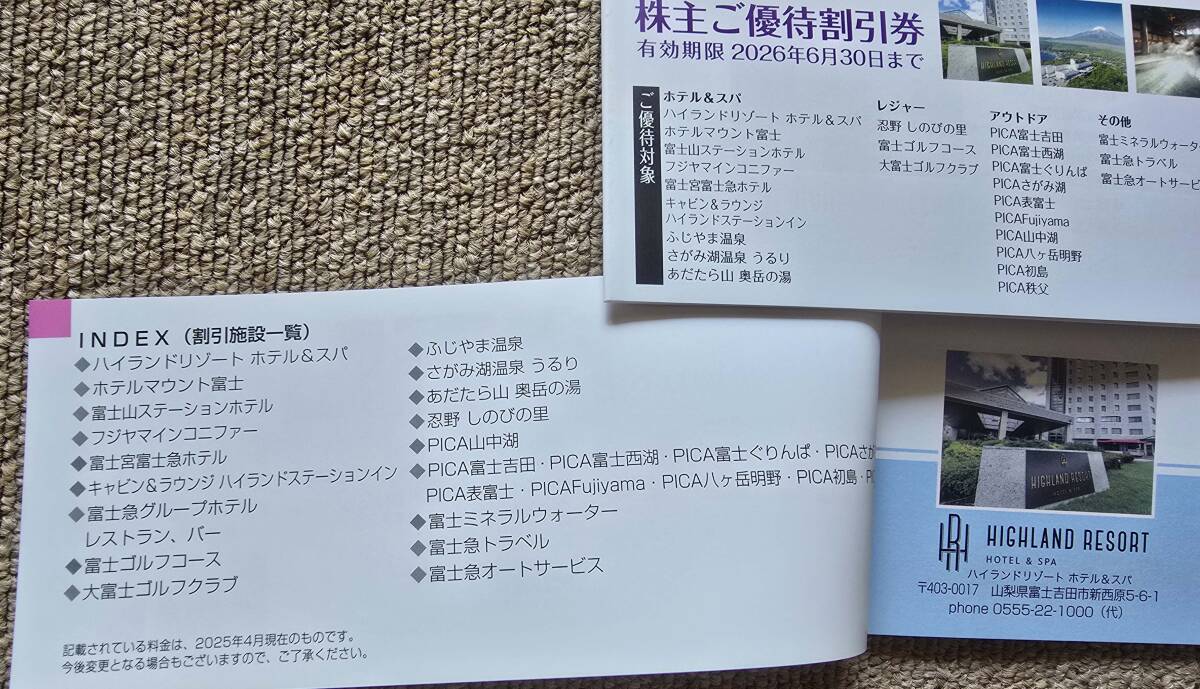 株主ご優待割引券
有効期限 2026年6月30日まで
HIGHLAND RESORT
ご優待対象
ホテル&スパ
ハイランドリゾート ホテル&スパ
ホテルマウント富士
富士山ステーションホテル
フジヤマインコニファー
富士宮富士急ホテル
キャビン&ラウンジ
ハイランドステーションイン
ふじやま温泉
さがみ湖温泉 うるり
あだたら山 奥岳の湯
レジャー
忍野 しのびの里
富士ゴルフコース
大富士ゴルフクラブ
アウトドア
PICA富士吉田
PICA富士西湖
PICA富士ぐりんぱ
PICAさがみ湖
PICA表富士
PICAFujiyama
PICA山中湖
PICA八ヶ岳明野
PICA初島
PICA秩父
その他
富士ミネラルウォーター
富士急トラベル
富士急オートサービ
INDEX(割引施設一覧)
◆ハイランドリゾート ホテル&スパ
◆ホテルマウント富士
◆富士山ステーションホテル
◆フジヤマインコニファー
◆富士宮富士急ホテル
◆キャビン&ラウンジ ハイランドステーションイン
◆富士急グループホテル
レストラン、バー
◆富士ゴルフコース
◆大富士ゴルフクラブ
◆ふじやま温泉
◆さがみ湖温泉 うるり
◆あだたら山 奥岳の湯
◆忍野 しのびの里
◆PICA山中湖
◆PICA富士吉田・PICA富士西湖・PICA富士ぐりんぱ・PICAさが
PICA表富士・PICAFujiyama・PICA八ヶ岳明野・PICA初島・P
◆富士ミネラルウォーター
◆富士急トラベル
◆富士急オートサービス
記載されている料金は、2025年4月現在のものです。
今後変更となる場合もございますので、ご了承ください。
HIGHLAND RESORT
HIGHLAND RESORT
HOTEL & SPA
ハイランドリゾート ホテル&スパ
〒403-0017 山梨県富士吉田市新西原5-6-1
phone 0555-22-1000(代)